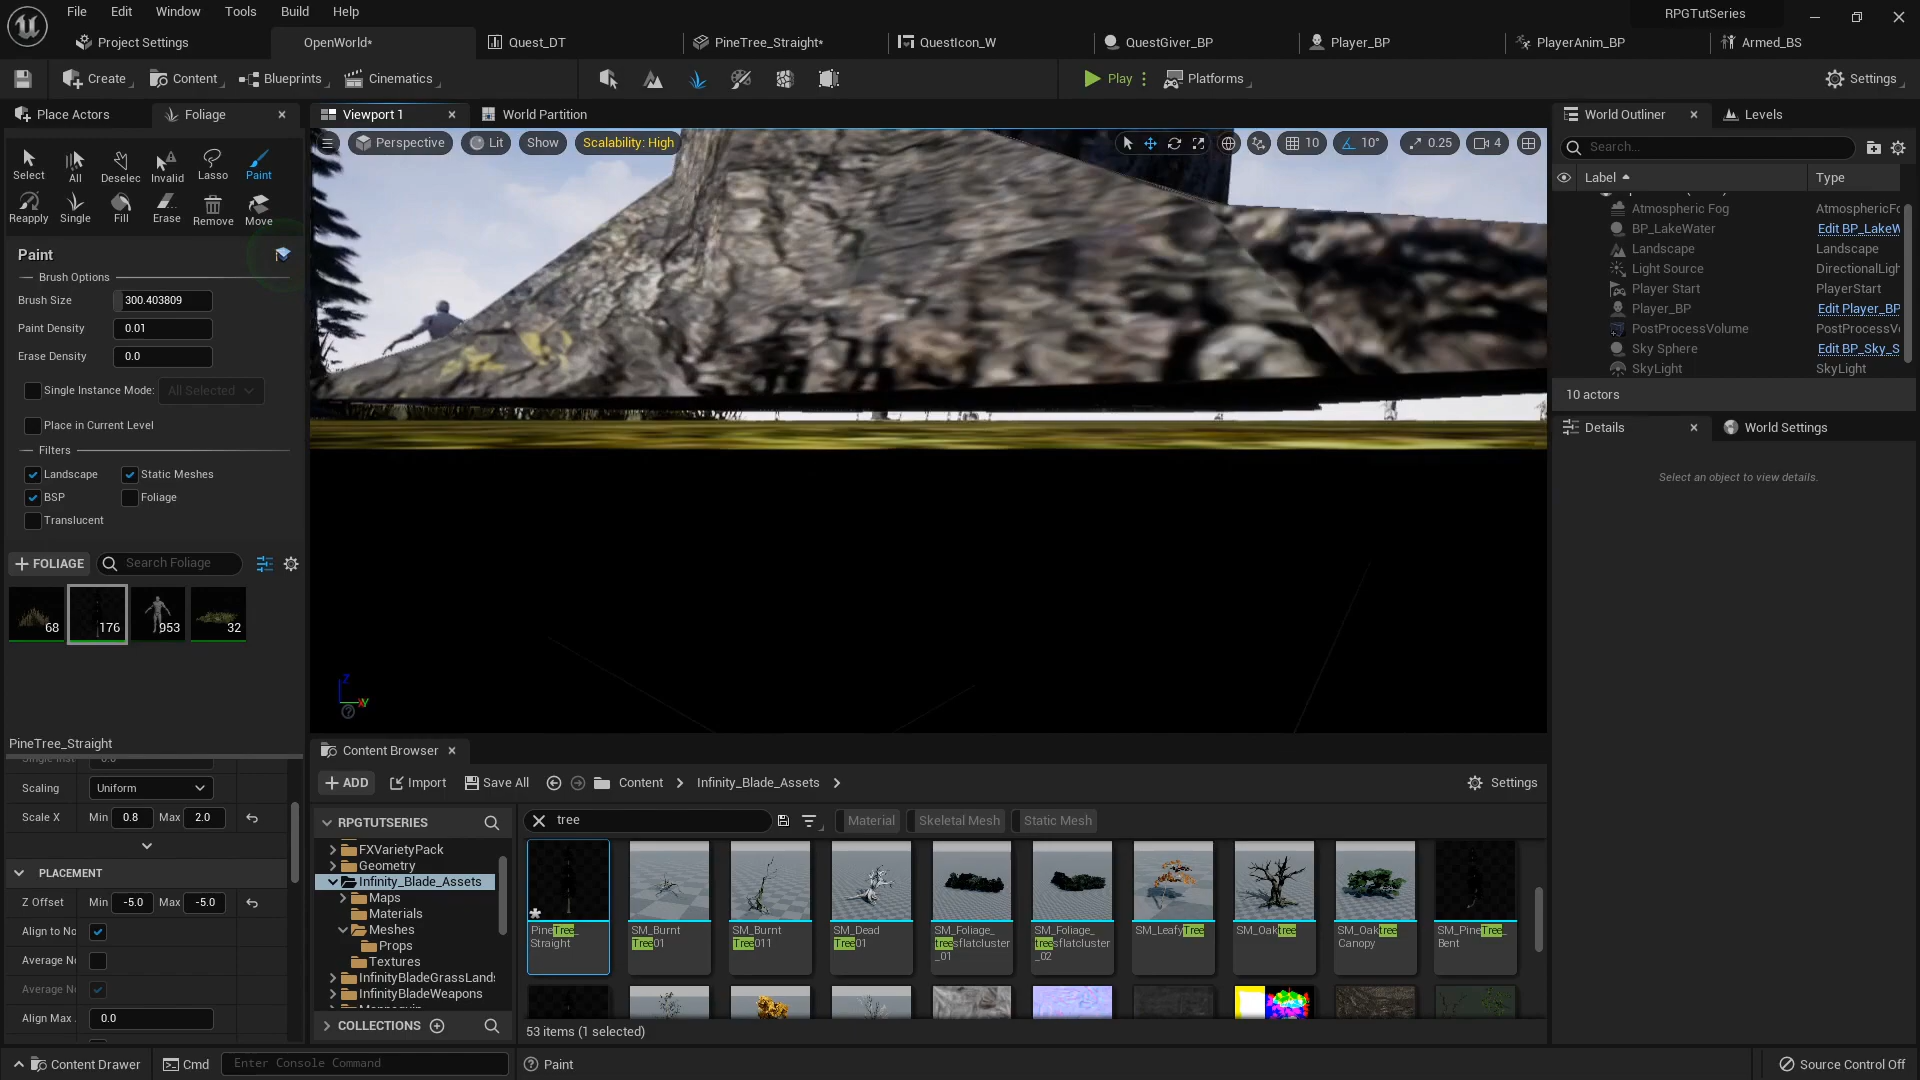 File
Edit
Window
Tools
Build
Help
RPGTutSeries
Project Settings
OpenWorld*
Quest_DT
PineTree_Straight*
QuestIcon_W
QuestGiver_BP
Player_BP
PlayerAnim_BP
Armed_BS
Create
Content
Blueprints
Cinematics
Play
Platforms
Settings
Place Actors
Foliage
Viewport 1
World Partition
World Outliner
Levels
Perspective
Lit
Show
Scalability: High
10
10°
0.25
4
Search...
Label
Type
Select
All
Deselec
Invalid
Lasso
Paint
Reapply
Single
Fill
Erase
Remove
Move
Atmospheric Fog
AtmosphericFo
BP_LakeWater
Edit BP_LakeW
Landscape
Landscape
Light Source
DirectionalLigh
Player Start
PlayerStart
Player_BP
Edit Player_BP
PostProcessVolume
PostProcessVo
Sky Sphere
Edit BP_Sky_S
SkyLight
SkyLight
10 actors
Details
World Settings
Select an object to view details.
Paint
Brush Options
Brush Size
300.403809
Paint Density
0.01
Erase Density
0.0
Single Instance Mode:
All Selected
Place in Current Level
Filters
Landscape
Static Meshes
BSP
Foliage
Translucent
FOLIAGE
Search Foliage
68
176
953
32
PineTree_Straight
Scaling
Uniform
Scale X
Min
0.8
Max
2.0
PLACEMENT
Z Offset
Min
-5.0
Max
-5.0
Align to No
Average No
Average No
Align Max
0.0
Z
Y
Content Browser
ADD
Import
Save All
Content
Infinity_Blade_Assets
Settings
RPGTUTSERIES
tree
Material
Skeletal Mesh
Static Mesh
FXVarietyPack
Geometry
Infinity_Blade_Assets
Maps
Materials
Meshes
Props
Textures
InfinityBladeGrassLands
InfinityBladeWeapons
COLLECTIONS
PineTree_
Straight
SM_Burnt
Tree01
SM_Burnt
Tree011
SM_Dead
Tree01
SM_Foliage_
treesflatcluster
_01
SM_Foliage_
treesflatcluster
_02
SM_LeafyTree
SM_Oaktree
SM_Oaktree
Canopy
SM_PineTree_
Bent
53 items (1 selected)
Content Drawer
Cmd
Enter Console Command
Paint
Source Control Off